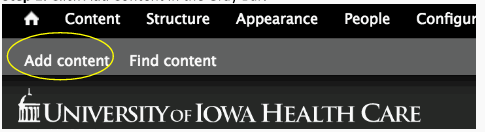 Content Structure Appearance People Configur
Add content Find content
UNIVERSITY OF IOWA HEALTH CARE